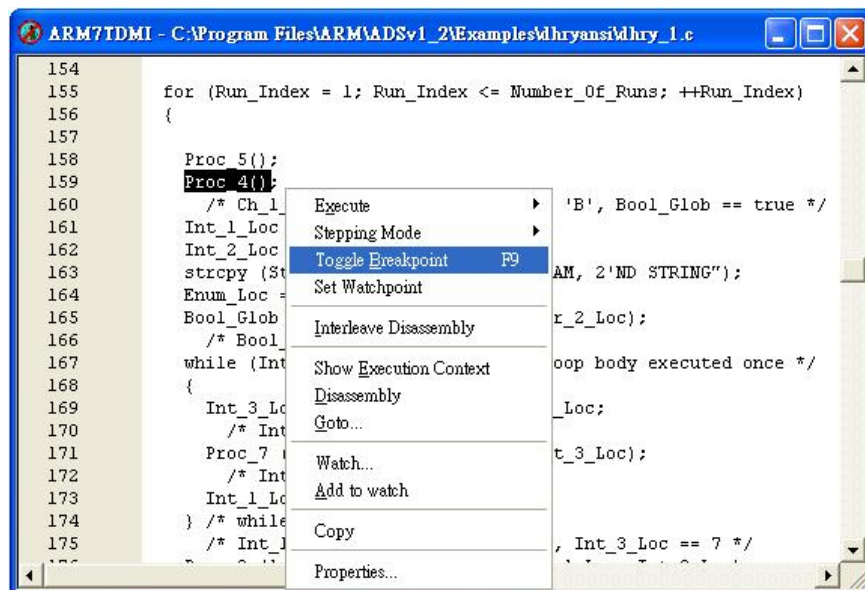 ARM7TDMI - C:\Program Files\ARM\ADSv1_2\Examples\dhryansi\dhry_1.c
154
155 for (Run_Index = 1; Run_Index <= Number_Of_Runs; ++Run_Index)
156 {
157
158 Proc_5();
159 Proc_4();
160 /* Ch_1_ 'B', Bool_Glob == true */
161 Int_1_Loc
162 Int_2_Loc
163 strcpy (St AM, 2'ND STRING");
164 Enum_Loc =
165 Bool_Glob r_2_Loc);
166 /* Bool_
167 while (Int oop body executed once */
168 {
169 Int_3_Lo _Loc;
170 /* Int
171 Proc_7 t_3_Loc);
172 /* Int
173 Int_1_Lo
174 } /* while
175 /* Int_1 , Int_3_Loc == 7 */
Execute
Stepping Mode
Toggle Breakpoint F9
Set Watchpoint
Interleave Disassembly
Show Execution Context
Disassembly
Goto...
Watch...
Add to watch
Copy
Properties...